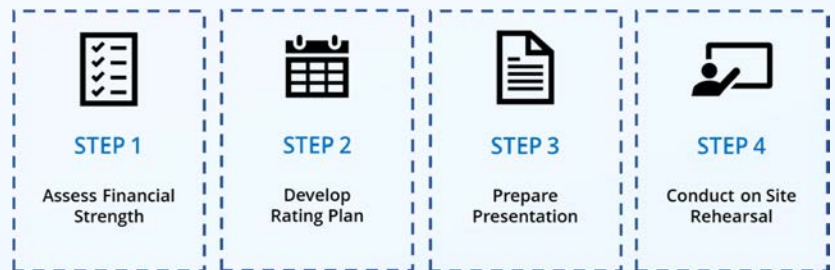 STEP 1
Assess Financial
Strength
STEP 2
Develop
Rating Plan
STEP 3
Prepare
Presentation
STEP 4
Conduct on Site
Rehearsal